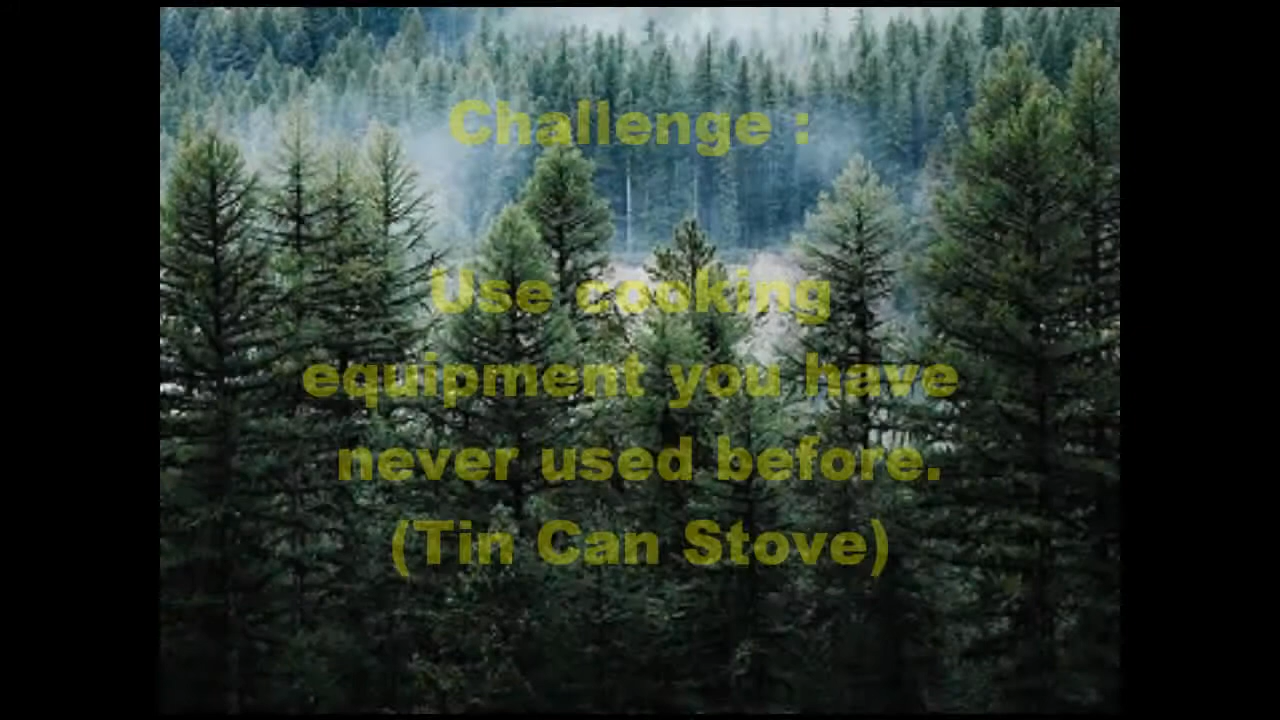 Challenge :
Use cooking
equipment you have
never used before.
(Tin Can Stove)